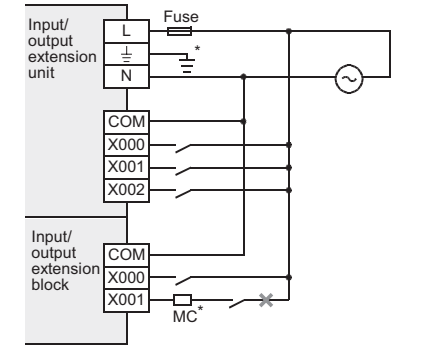 Input/
output
extension
unit
L
Fuse
*
N
COM
X000
X001
X002
Input/
output
extension
block
COM
X000
X001
MC*